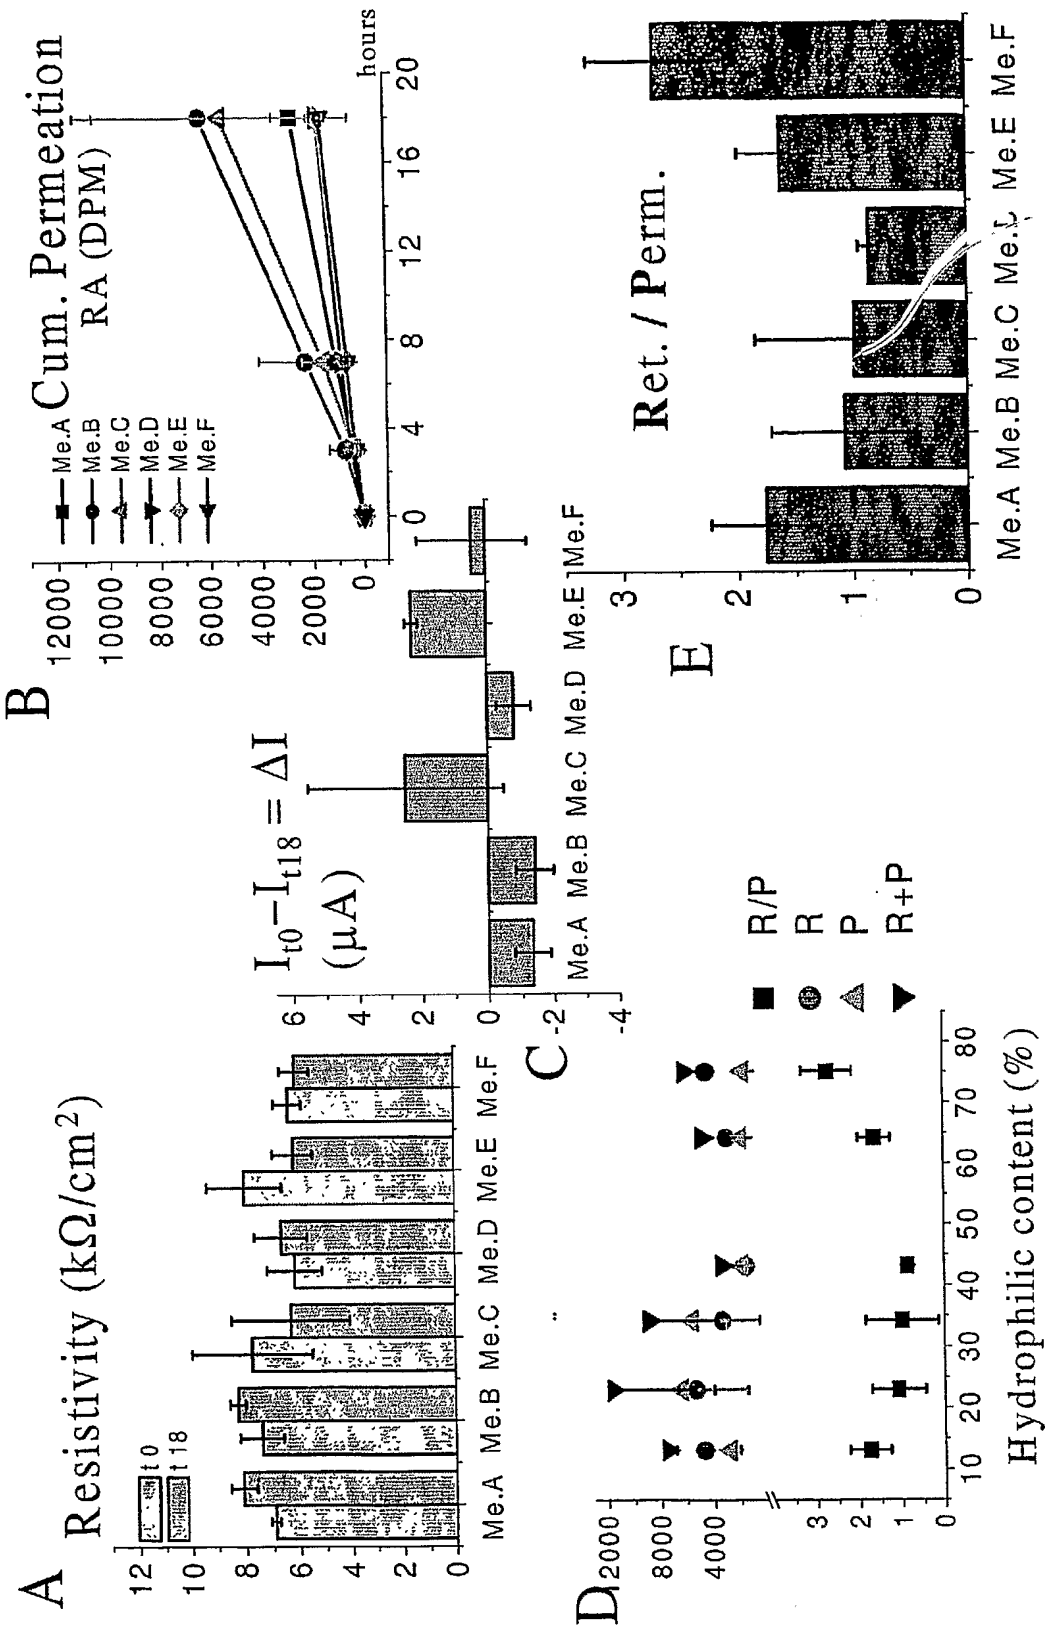 A
Resistivity (kΩ/cm²)
t 0
t 18
12
10
8
6
4
2
0
Me.A Me.B Me.C Me.D Me.E Me.F
B
Cum. Permeation
RA (DPM)
Me.A
Me.B
Me.C
Me.D
Me.E
Me.F
12000
10000
8000
6000
4000
2000
0
0 4 8 12 16 20
hours
C
It0–It18 = ΔI
(μA)
6
4
2
0
-2
-4
Me.A Me.B Me.C Me.D Me.E Me.F
D
12000
8000
4000
3
2
1
0
10 20 30 40 50 60 70 80
Hydrophilic content (%)
R/P
R
P
R+P
E
Ret. / Perm.
3
2
1
0
Me.A Me.B Me.C Me.E Me.F